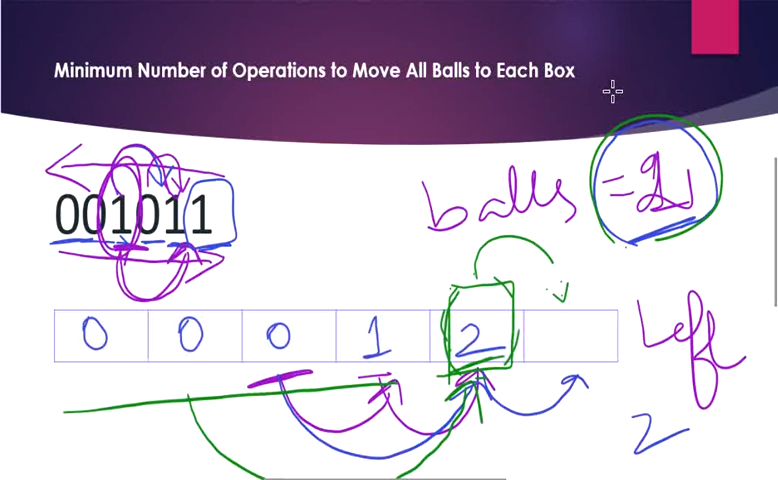 Minimum Number of Operations to Move All Balls to Each Box
001011
balls =
0 0 0 1 2
Left
2